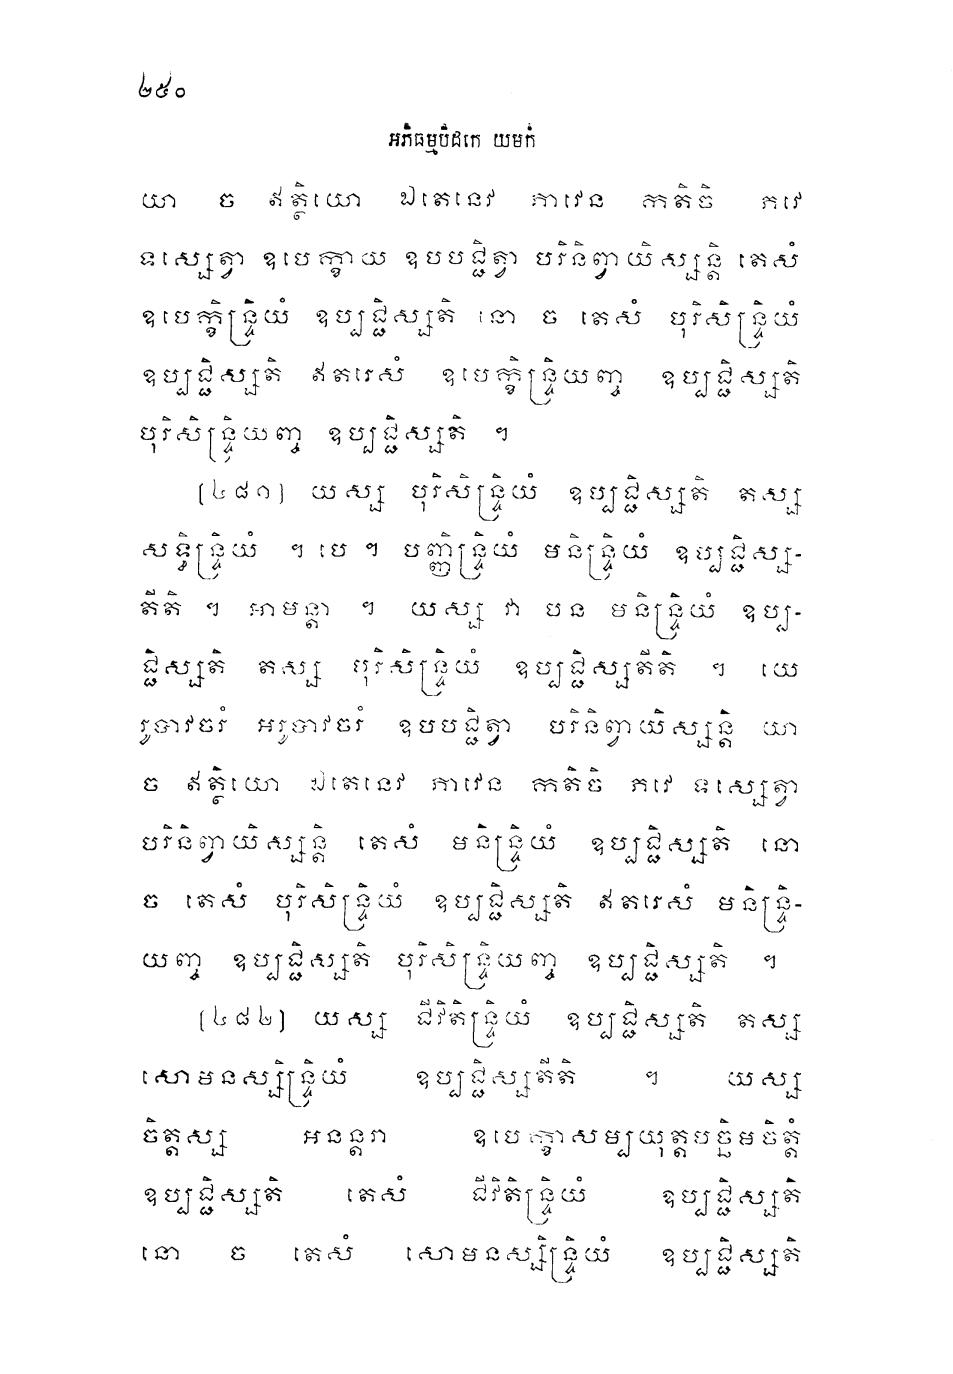 ២៥០
អភិធម្មបិដកេ យមកំ
យា ច ឥត្ថិយោ ឯតេនេវ ភាវេន កតិចិ ភវេ
ទស្សេត្វា ឧបេក្ខាយ ឧបបជ្ជិត្វា បរិនិព្វាយិស្សន្តិ តេសំ
ឧបេក្ខិន្ទ្រិយំ ឧប្បជ្ជិស្សតិ នោ ច តេសំ បុរិសិន្ទ្រិយំ
ឧប្បជ្ជិស្សតិ ឥតរេសំ ឧបេក្ខិន្ទ្រិយញ្ច ឧប្បជ្ជិស្សតិ
បុរិសិន្ទ្រិយញ្ច ឧប្បជ្ជិស្សតិ ។
(៤៨១) យស្ស បុរិសិន្ទ្រិយំ ឧប្បជ្ជិស្សតិ តស្ស
សទ្ធិន្ទ្រិយំ ។ បេ ។ បញ្ញិន្ទ្រិយំ មនិន្ទ្រិយំ ឧប្បជ្ជិស្ស-
តីតិ ។ អាមន្តា ។ យស្ស វា បន មនិន្ទ្រិយំ ឧប្ប-
ជ្ជិស្សតិ តស្ស បុរិសិន្ទ្រិយំ ឧប្បជ្ជិស្សតីតិ ។ យេ
រូបាវចរំ អរូបាវចរំ ឧបបជ្ជិត្វា បរិនិព្វាយិស្សន្តិ យា
ច ឥត្ថិយោ ឯតេនេវ ភាវេន កតិចិ ភវេ ទស្សេត្វា
បរិនិព្វាយិស្សន្តិ តេសំ មនិន្ទ្រិយំ ឧប្បជ្ជិស្សតិ នោ
ច តេសំ បុរិសិន្ទ្រិយំ ឧប្បជ្ជិស្សតិ ឥតរេសំ មនិន្ទ្រិ-
យញ្ច ឧប្បជ្ជិស្សតិ បុរិសិន្ទ្រិយញ្ច ឧប្បជ្ជិស្សតិ ។
(៤៨២) យស្ស ជីវិតិន្ទ្រិយំ ឧប្បជ្ជិស្សតិ តស្ស
សោមនស្សិន្ទ្រិយំ ឧប្បជ្ជិស្សតីតិ ។ យស្ស
ចិត្តស្ស អនន្តរា ឧបេក្ខាសម្បយុត្តបច្ឆិមចិត្តំ
ឧប្បជ្ជិស្សតិ តេសំ ជីវិតិន្ទ្រិយំ ឧប្បជ្ជិស្សតិ
នោ ច តេសំ សោមនស្សិន្ទ្រិយំ ឧប្បជ្ជិស្សតិ